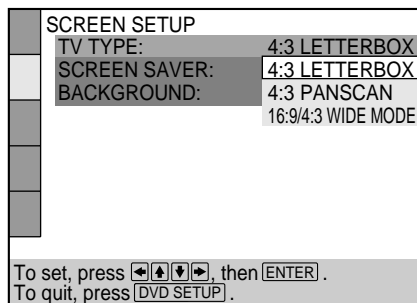 SCREEN SETUP
TV TYPE: 4:3 LETTERBOX
SCREEN SAVER: 4:3 LETTERBOX
BACKGROUND: 4:3 PANSCAN
16:9/4:3 WIDE MODE
To set, press ←↑↓→, then ENTER.
To quit, press DVD SETUP.